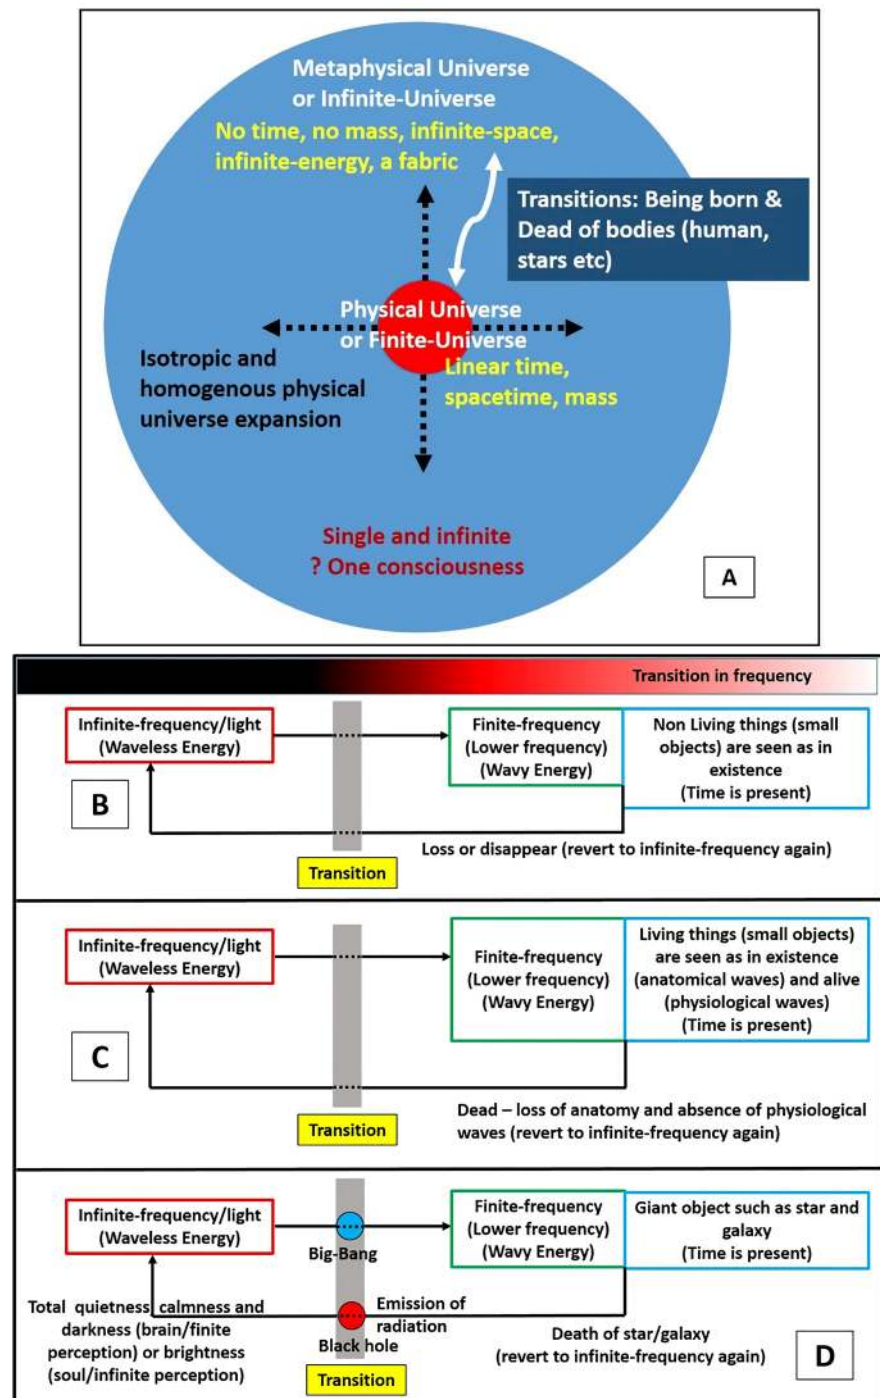 Metaphysical Universe
or Infinite-Universe
No time, no mass, infinite-space,
infinite-energy, a fabric
Transitions: Being born &
Dead of bodies (human,
stars etc)
Physical Universe
or Finite-Universe
Linear time,
spacetime, mass
Isotropic and
homogenous physical
universe expansion
Single and infinite
? One consciousness
A
Transition in frequency
Infinite-frequency/light
(Waveless Energy)
Finite-frequency
(Lower frequency)
(Wavy Energy)
Non Living things (small
objects) are seen as in
existence
(Time is present)
B
Loss or disappear (revert to infinite-frequency again)
Transition
Infinite-frequency/light
(Waveless Energy)
Finite-frequency
(Lower frequency)
(Wavy Energy)
Living things (small objects)
are seen as in existence
(anatomical waves) and alive
(physiological waves)
(Time is present)
C
Dead – loss of anatomy and absence of physiological
waves (revert to infinite-frequency again)
Transition
Infinite-frequency/light
(Waveless Energy)
Big-Bang
Finite-frequency
(Lower frequency)
(Wavy Energy)
Giant object such as star and
galaxy
(Time is present)
Total quietness, calmness and
darkness (brain/finite
perception) or brightness
(soul/infinite perception)
Emission of
radiation
Black hole
Transition
Death of star/galaxy
(revert to infinite-frequency again)
D